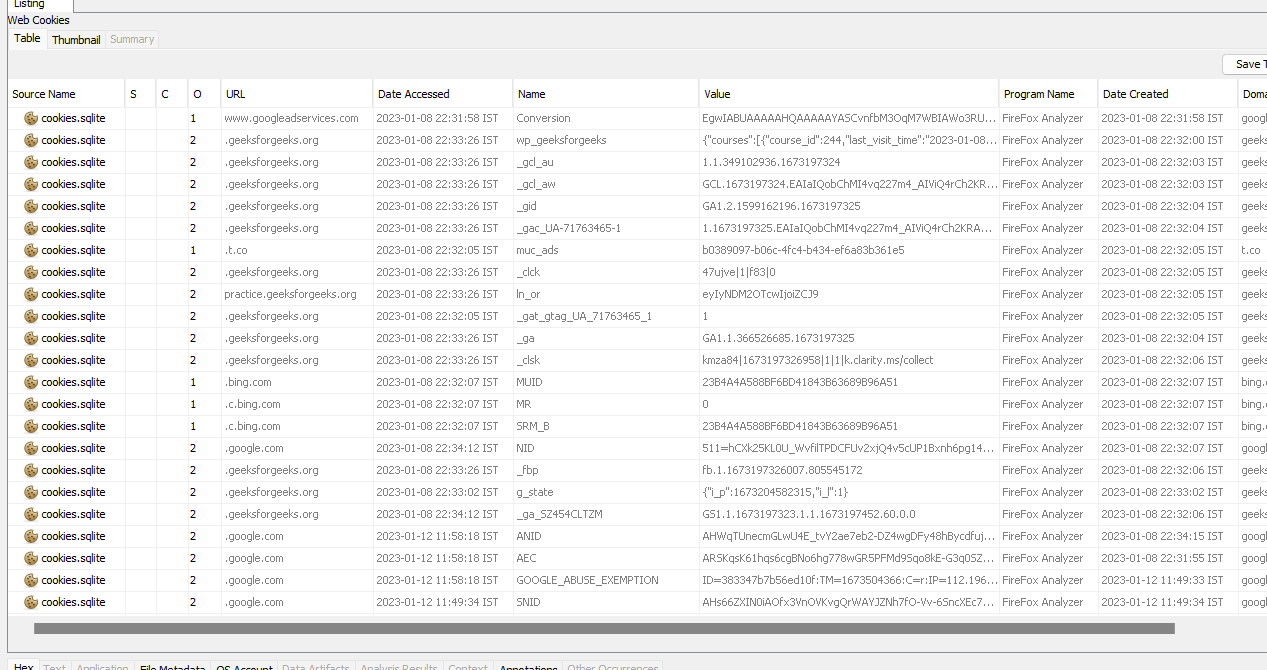 Listing
Web Cookies
Table Thumbnail Summary
Save T
Source Name S C O URL Date Accessed Name Value Program Name Date Created Doma
cookies.sqlite 1 www.googleadservices.com 2023-01-08 22:31:58 IST Conversion EgwIABUAAAAAHQAAAAAYASCvnfbM3OqM7WBIAWo3RU... FireFox Analyzer 2023-01-08 22:31:58 IST googl
cookies.sqlite 2 .geeksforgeeks.org 2023-01-08 22:33:26 IST wp_geeksforgeeks {"courses":[{"course_id":244,"last_visit_time":"2023-01-08... FireFox Analyzer 2023-01-08 22:32:00 IST geeks
cookies.sqlite 2 .geeksforgeeks.org 2023-01-08 22:33:26 IST _gcl_au 1.1.349102936.1673197324 FireFox Analyzer 2023-01-08 22:32:03 IST geeks
cookies.sqlite 2 .geeksforgeeks.org 2023-01-08 22:33:26 IST _gcl_aw GCL.1673197324.EAIaIQobChMI4vq227m4_AIViQ4rCh2KR... FireFox Analyzer 2023-01-08 22:32:03 IST geeks
cookies.sqlite 2 .geeksforgeeks.org 2023-01-08 22:33:26 IST _gid GA1.2.1599162196.1673197325 FireFox Analyzer 2023-01-08 22:32:04 IST geeks
cookies.sqlite 2 .geeksforgeeks.org 2023-01-08 22:33:26 IST _gac_UA-71763465-1 1.1673197325.EAIaIQobChMI4vq227m4_AIViQ4rCh2KRA... FireFox Analyzer 2023-01-08 22:32:04 IST geeks
cookies.sqlite 1 .t.co 2023-01-08 22:32:05 IST muc_ads b0389097-b06c-4fc4-b434-ef6a83b361e5 FireFox Analyzer 2023-01-08 22:32:05 IST t.co
cookies.sqlite 2 .geeksforgeeks.org 2023-01-08 22:33:26 IST _clck 47ujve|1|f83|0 FireFox Analyzer 2023-01-08 22:32:05 IST geeks
cookies.sqlite 2 practice.geeksforgeeks.org 2023-01-08 22:33:26 IST ln_or eyIyNDM2OTcwIjoiZCJ9 FireFox Analyzer 2023-01-08 22:32:05 IST geeks
cookies.sqlite 2 .geeksforgeeks.org 2023-01-08 22:32:05 IST _gat_gtag_UA_71763465_1 1 FireFox Analyzer 2023-01-08 22:32:05 IST geeks
cookies.sqlite 2 .geeksforgeeks.org 2023-01-08 22:33:26 IST _ga GA1.1.366526685.1673197325 FireFox Analyzer 2023-01-08 22:32:04 IST geeks
cookies.sqlite 2 .geeksforgeeks.org 2023-01-08 22:33:26 IST _clsk kmza84|1673197326958|1|1|k.clarity.ms/collect FireFox Analyzer 2023-01-08 22:32:06 IST geeks
cookies.sqlite 1 .bing.com 2023-01-08 22:32:07 IST MUID 23B4A4A588BF6BD41843B63689B96A51 FireFox Analyzer 2023-01-08 22:32:07 IST bing.
cookies.sqlite 1 .c.bing.com 2023-01-08 22:32:07 IST MR 0 FireFox Analyzer 2023-01-08 22:32:07 IST bing.
cookies.sqlite 1 .c.bing.com 2023-01-08 22:32:07 IST SRM_B 23B4A4A588BF6BD41843B63689B96A51 FireFox Analyzer 2023-01-08 22:32:07 IST bing.
cookies.sqlite 2 .google.com 2023-01-08 22:34:12 IST NID 511=hCXk25KL0U_WvfilTPDCFUv2xjQ4v5cUP1Bxnh6pg14... FireFox Analyzer 2023-01-08 22:32:07 IST googl
cookies.sqlite 2 .geeksforgeeks.org 2023-01-08 22:33:26 IST _fbp fb.1.1673197326007.805545172 FireFox Analyzer 2023-01-08 22:32:06 IST geeks
cookies.sqlite 2 .geeksforgeeks.org 2023-01-08 22:33:02 IST g_state {"i_p":1673204582315,"i_l":1} FireFox Analyzer 2023-01-08 22:33:02 IST geeks
cookies.sqlite 2 .geeksforgeeks.org 2023-01-08 22:34:12 IST _ga_SZ454CLTZM GS1.1.1673197323.1.1.1673197452.60.0.0 FireFox Analyzer 2023-01-08 22:32:06 IST geeks
cookies.sqlite 2 .google.com 2023-01-12 11:58:18 IST ANID AHWqTUnecmGLwU4E_tvY2ae7eb2-DZ4wgDFy48hBycdfuj... FireFox Analyzer 2023-01-08 22:34:15 IST googl
cookies.sqlite 2 .google.com 2023-01-12 11:58:18 IST AEC ARSKqsK61hqs6cgBNo6hg778wGR5PFMd9Sqo8kE-G3q0SZ... FireFox Analyzer 2023-01-08 22:31:55 IST googl
cookies.sqlite 2 .google.com 2023-01-12 11:58:18 IST GOOGLE_ABUSE_EXEMPTION ID=383347b7b56ed10f:TM=1673504366:C=r:IP=112.196... FireFox Analyzer 2023-01-12 11:49:33 IST googl
cookies.sqlite 2 .google.com 2023-01-12 11:49:34 IST SNID AHs66ZXIN0iAOfx3VnOVKvgQrWAYJZNh7fO-Vv-6SncXEc7... FireFox Analyzer 2023-01-12 11:49:34 IST googl
Hex Text Application File Metadata OS Account Data Artifacts Analysis Results Context Annotations Other Occurrences